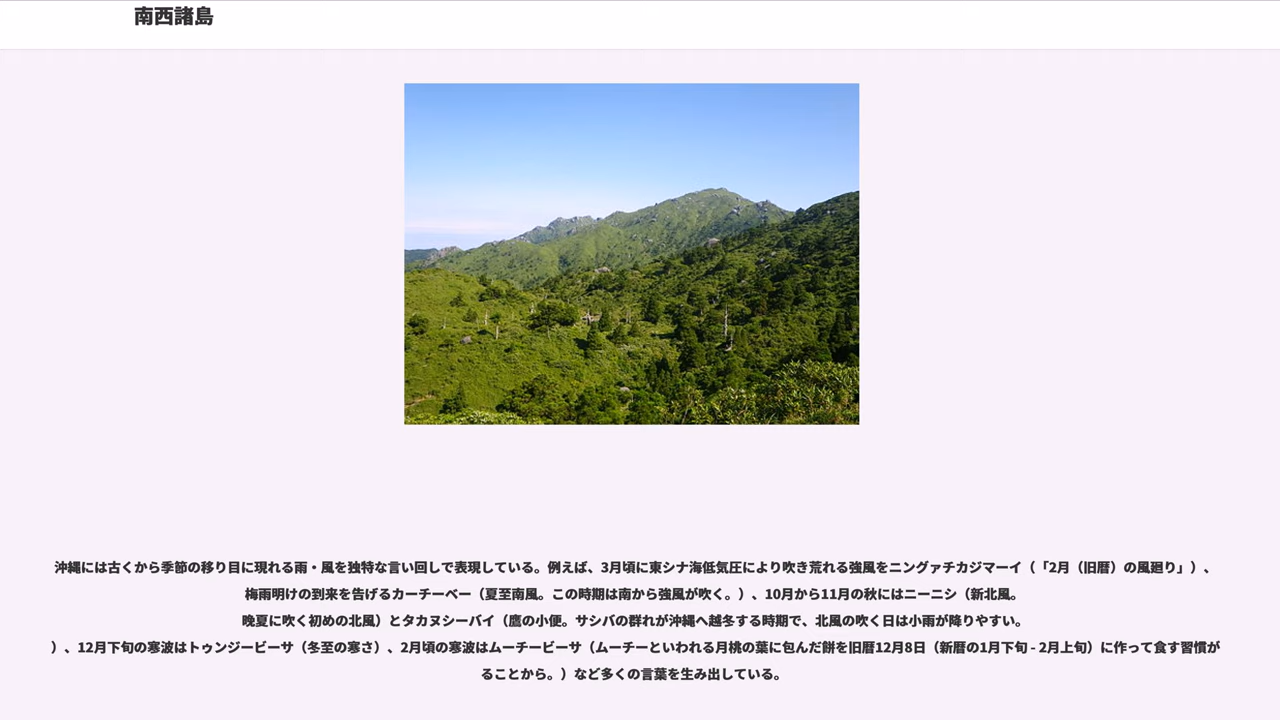 南西諸島
沖縄には古くから季節の移り目に現れる雨・風を独特な言い回しで表現している。例えば、3月頃に東シナ海低気圧により吹き荒れる強風をニングァチカジマーイ（「2月（旧暦）の風廻り」）、
梅雨明けの到来を告げるカーチーベー（夏至南風。この時期は南から強風が吹く。）、10月から11月の秋にはニーニシ（新北風。
晩夏に吹く初めの北風）とタカヌシーバイ（鷹の小便。サシバの群れが沖縄へ越冬する時期で、北風の吹く日は小雨が降りやすい。
）、12月下旬の寒波はトゥンジービーサ（冬至の寒さ）、2月頃の寒波はムーチービーサ（ムーチーといわれる月桃の葉に包んだ餅を旧暦12月8日（新暦の1月下旬 - 2月上旬）に作って食す習慣が
ることから。）など多くの言葉を生み出している。